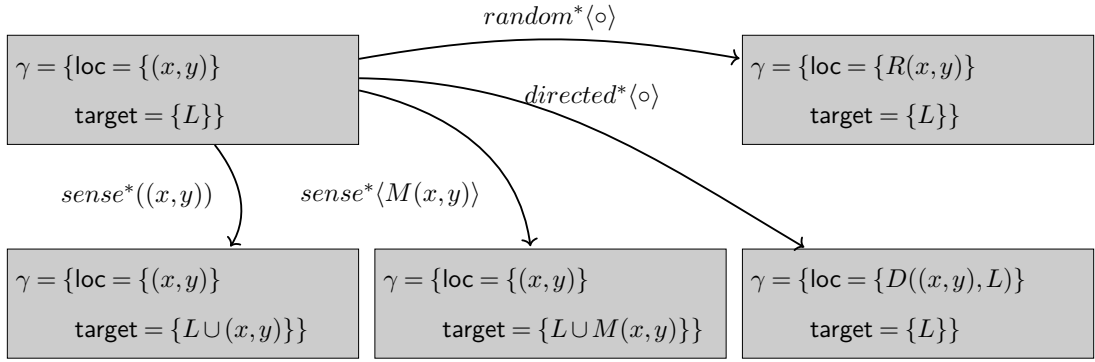 random*⟨∘⟩
γ = {loc = {(x, y)}
target = {L}}
γ = {loc = {R(x, y)}
target = {L}}
directed*⟨∘⟩
sense*((x, y))
sense*⟨M(x, y)⟩
γ = {loc = {(x, y)}
target = {L ∪ (x, y)}}
γ = {loc = {(x, y)}
target = {L ∪ M(x, y)}}
γ = {loc = {D((x, y), L)}
target = {L}}